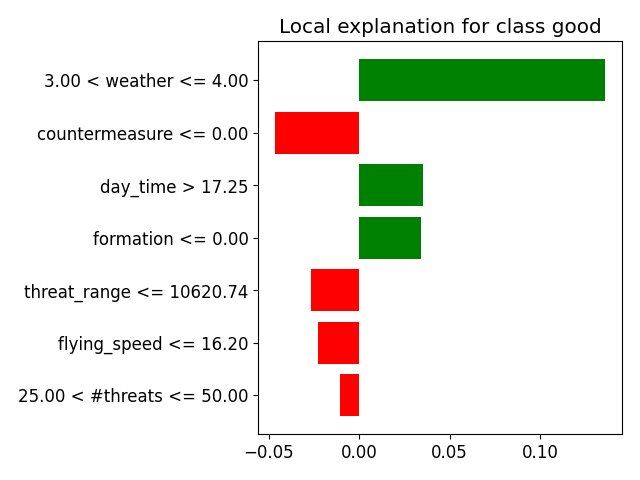 Local explanation for class good
3.00 < weather <= 4.00
countermeasure <= 0.00
day_time > 17.25
formation <= 0.00
threat_range <= 10620.74
flying_speed <= 16.20
25.00 < #threats <= 50.00
−0.05 0.00 0.05 0.10